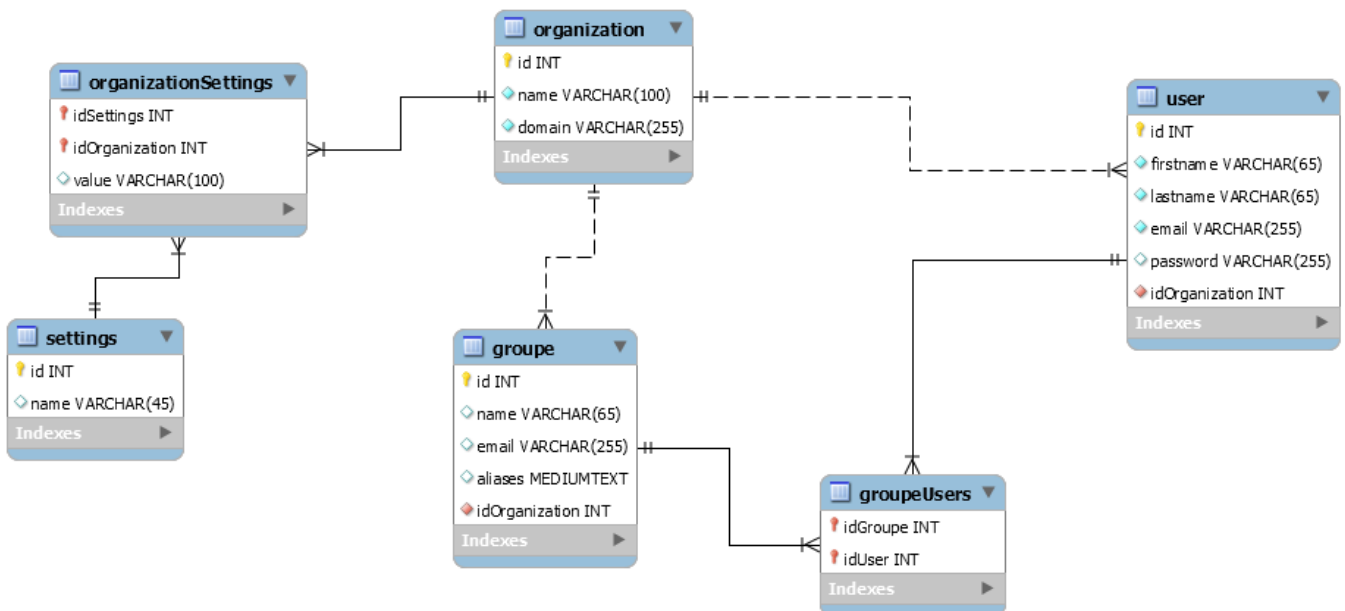 organization
id INT
name VARCHAR(100)
domain VARCHAR(255)
Indexes
organizationSettings
idSettings INT
idOrganization INT
value VARCHAR(100)
Indexes
user
id INT
firstname VARCHAR(65)
lastname VARCHAR(65)
email VARCHAR(255)
password VARCHAR(255)
idOrganization INT
Indexes
settings
id INT
name VARCHAR(45)
Indexes
groupe
id INT
name VARCHAR(65)
email VARCHAR(255)
aliases MEDIUMTEXT
idOrganization INT
Indexes
groupeUsers
idGroupe INT
idUser INT
Indexes